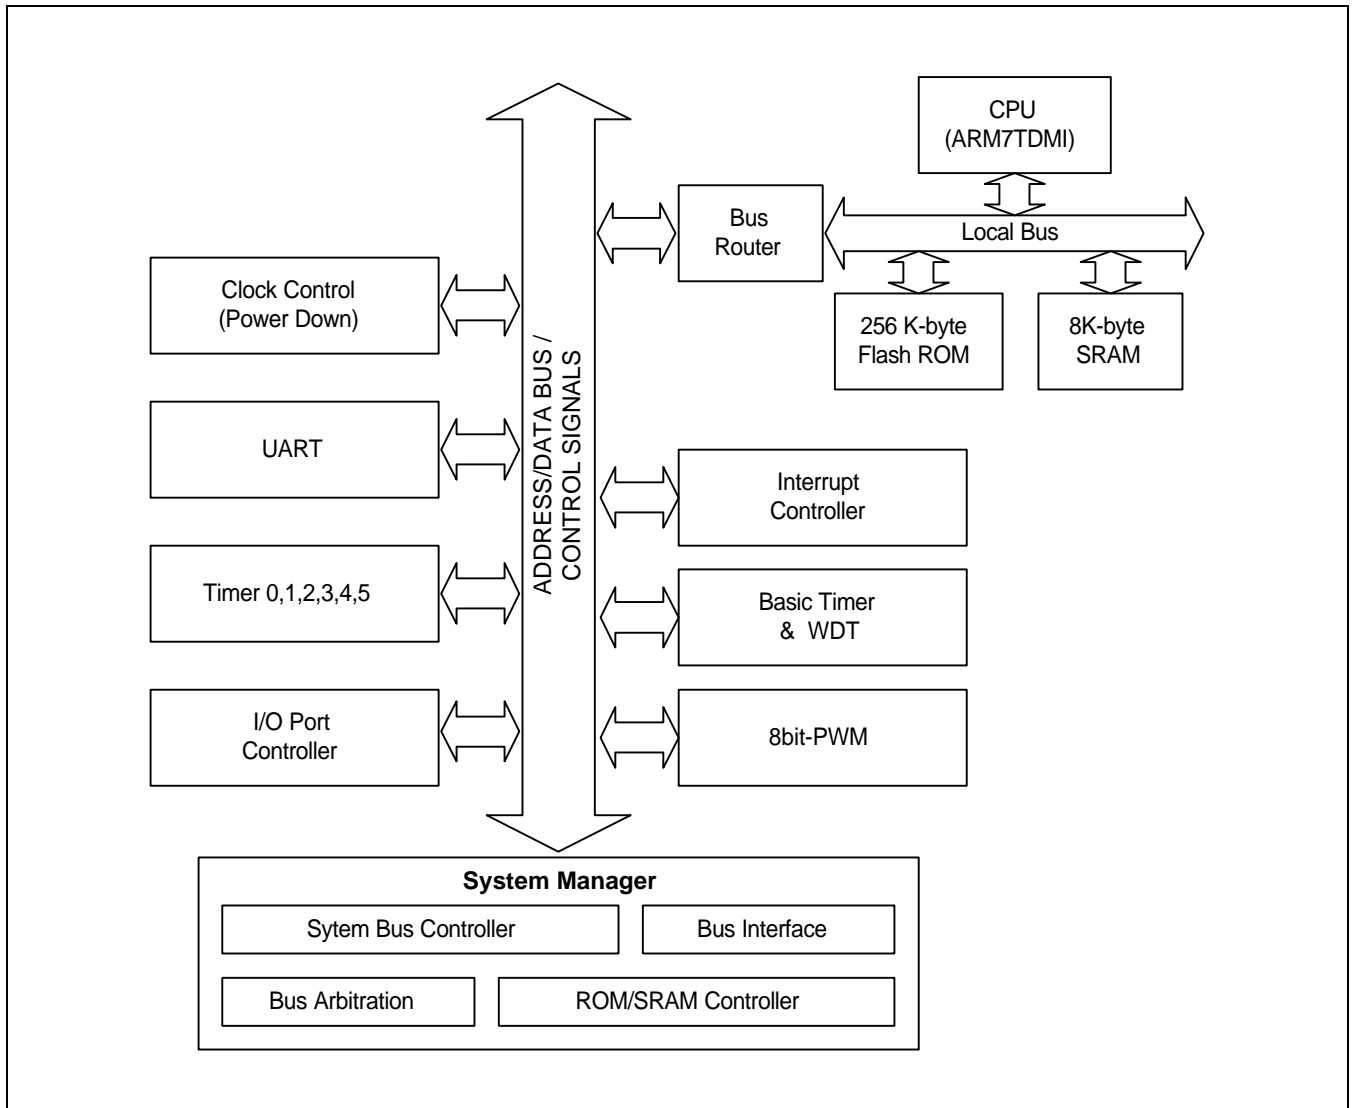 CPU
(ARM7TDMI)
Bus
Router
Local Bus
Clock Control
(Power Down)
256 K-byte
Flash ROM
8K-byte
SRAM
ADDRESS/DATA BUS /
CONTROL SIGNALS
UART
Interrupt
Controller
Timer 0,1,2,3,4,5
Basic Timer
& WDT
I/O Port
Controller
8bit-PWM
System Manager
Sytem Bus Controller
Bus Interface
Bus Arbitration
ROM/SRAM Controller